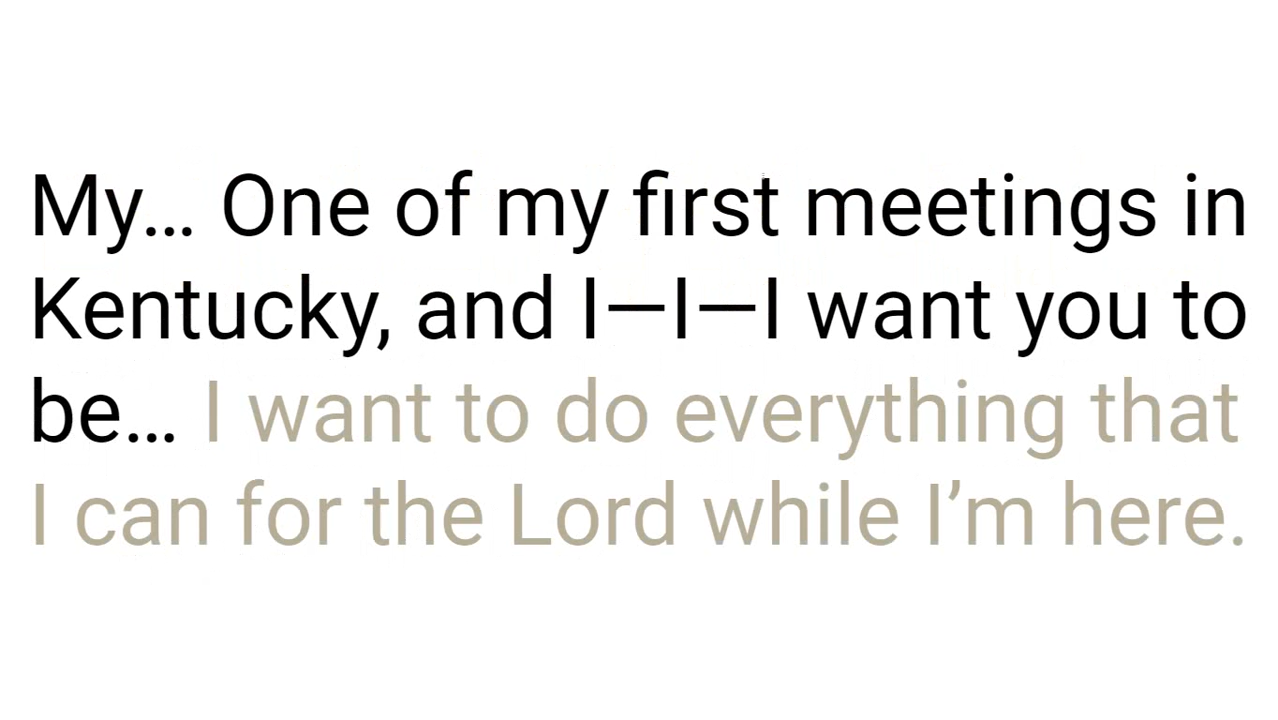 My… One of my first meetings in
Kentucky, and I—I—I want you to
be… I want to do everything that
I can for the Lord while I’m here.